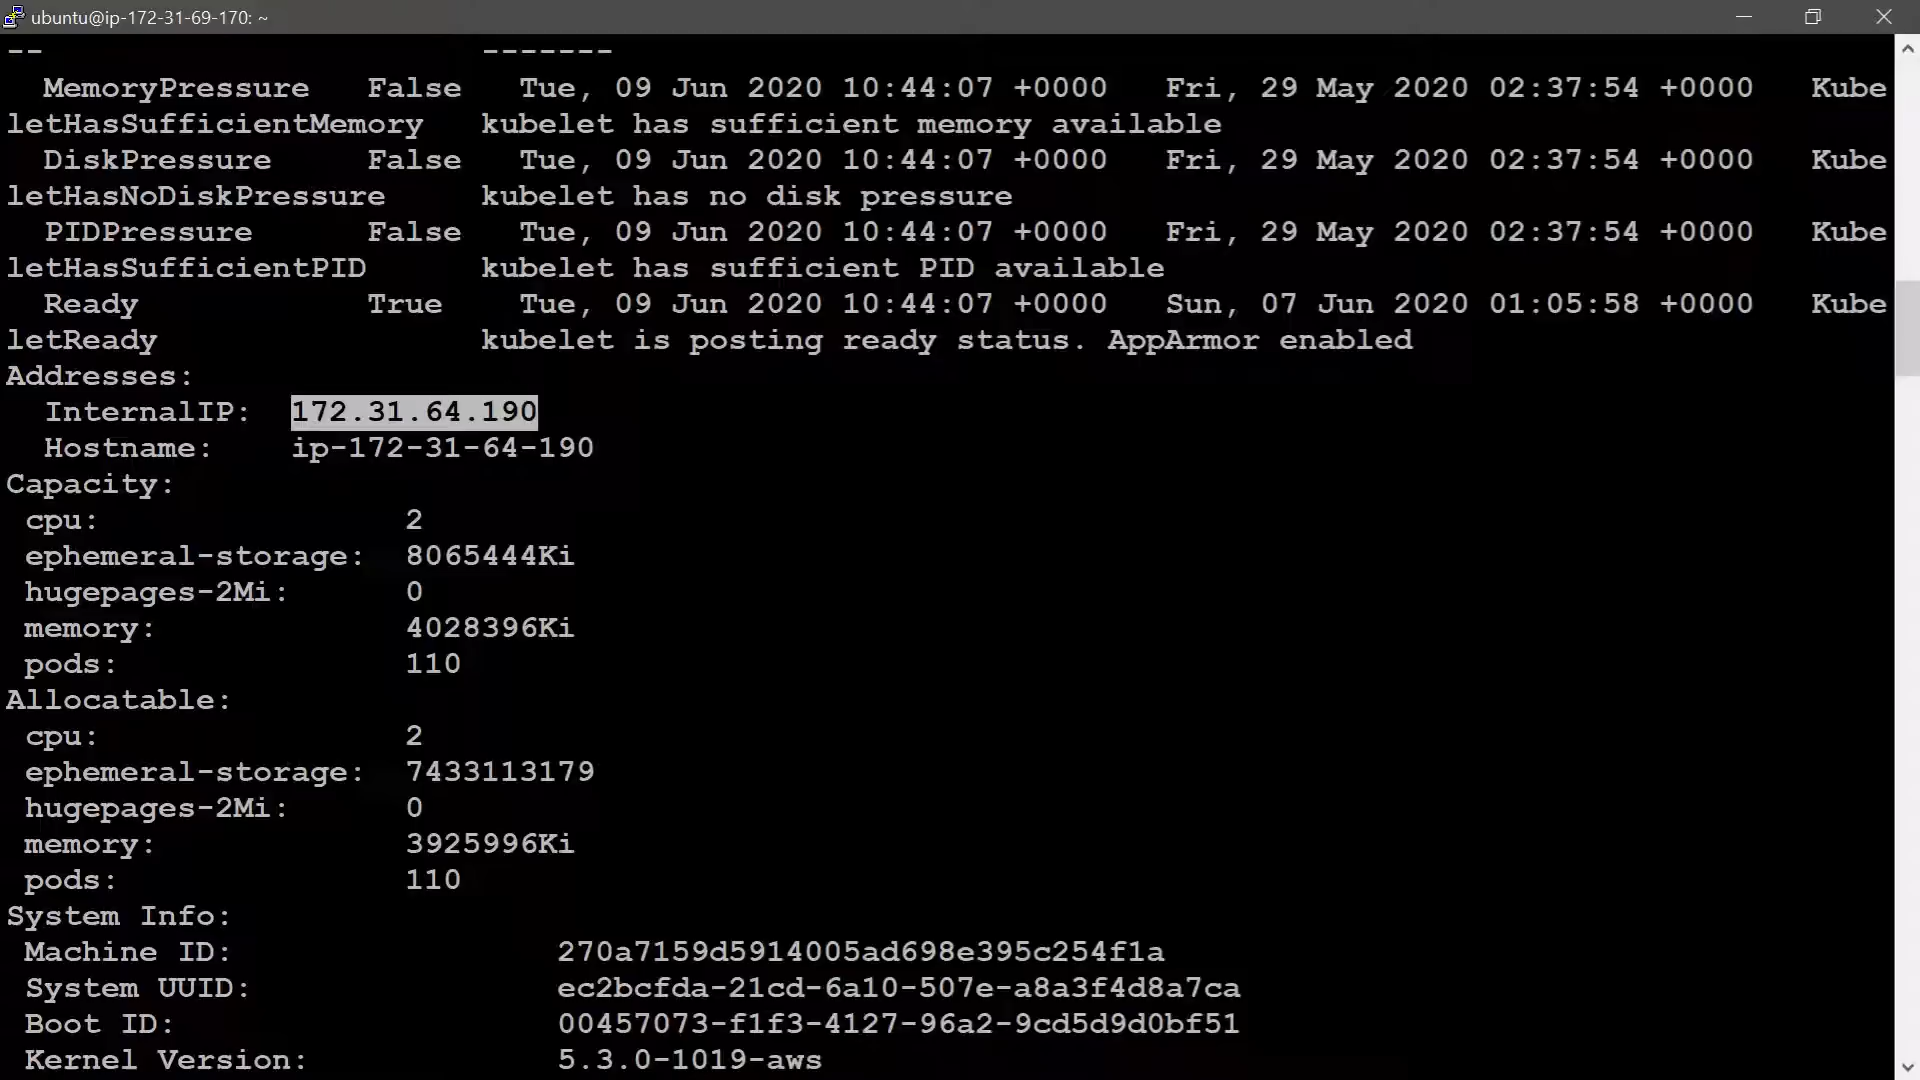 ubuntu@ip-172-31-69-170: ~
--                         -------
  MemoryPressure   False   Tue, 09 Jun 2020 10:44:07 +0000   Fri, 29 May 2020 02:37:54 +0000   Kube
letHasSufficientMemory   kubelet has sufficient memory available
  DiskPressure     False   Tue, 09 Jun 2020 10:44:07 +0000   Fri, 29 May 2020 02:37:54 +0000   Kube
letHasNoDiskPressure     kubelet has no disk pressure
  PIDPressure      False   Tue, 09 Jun 2020 10:44:07 +0000   Fri, 29 May 2020 02:37:54 +0000   Kube
letHasSufficientPID      kubelet has sufficient PID available
  Ready            True    Tue, 09 Jun 2020 10:44:07 +0000   Sun, 07 Jun 2020 01:05:58 +0000   Kube
letReady                 kubelet is posting ready status. AppArmor enabled
Addresses:
  InternalIP:  172.31.64.190
  Hostname:    ip-172-31-64-190
Capacity:
 cpu:                2
 ephemeral-storage:  8065444Ki
 hugepages-2Mi:      0
 memory:             4028396Ki
 pods:               110
Allocatable:
 cpu:                2
 ephemeral-storage:  7433113179
 hugepages-2Mi:      0
 memory:             3925996Ki
 pods:               110
System Info:
 Machine ID:                 270a7159d5914005ad698e395c254f1a
 System UUID:                ec2bcfda-21cd-6a10-507e-a8a3f4d8a7ca
 Boot ID:                    00457073-f1f3-4127-96a2-9cd5d9d0bf51
 Kernel Version:             5.3.0-1019-aws